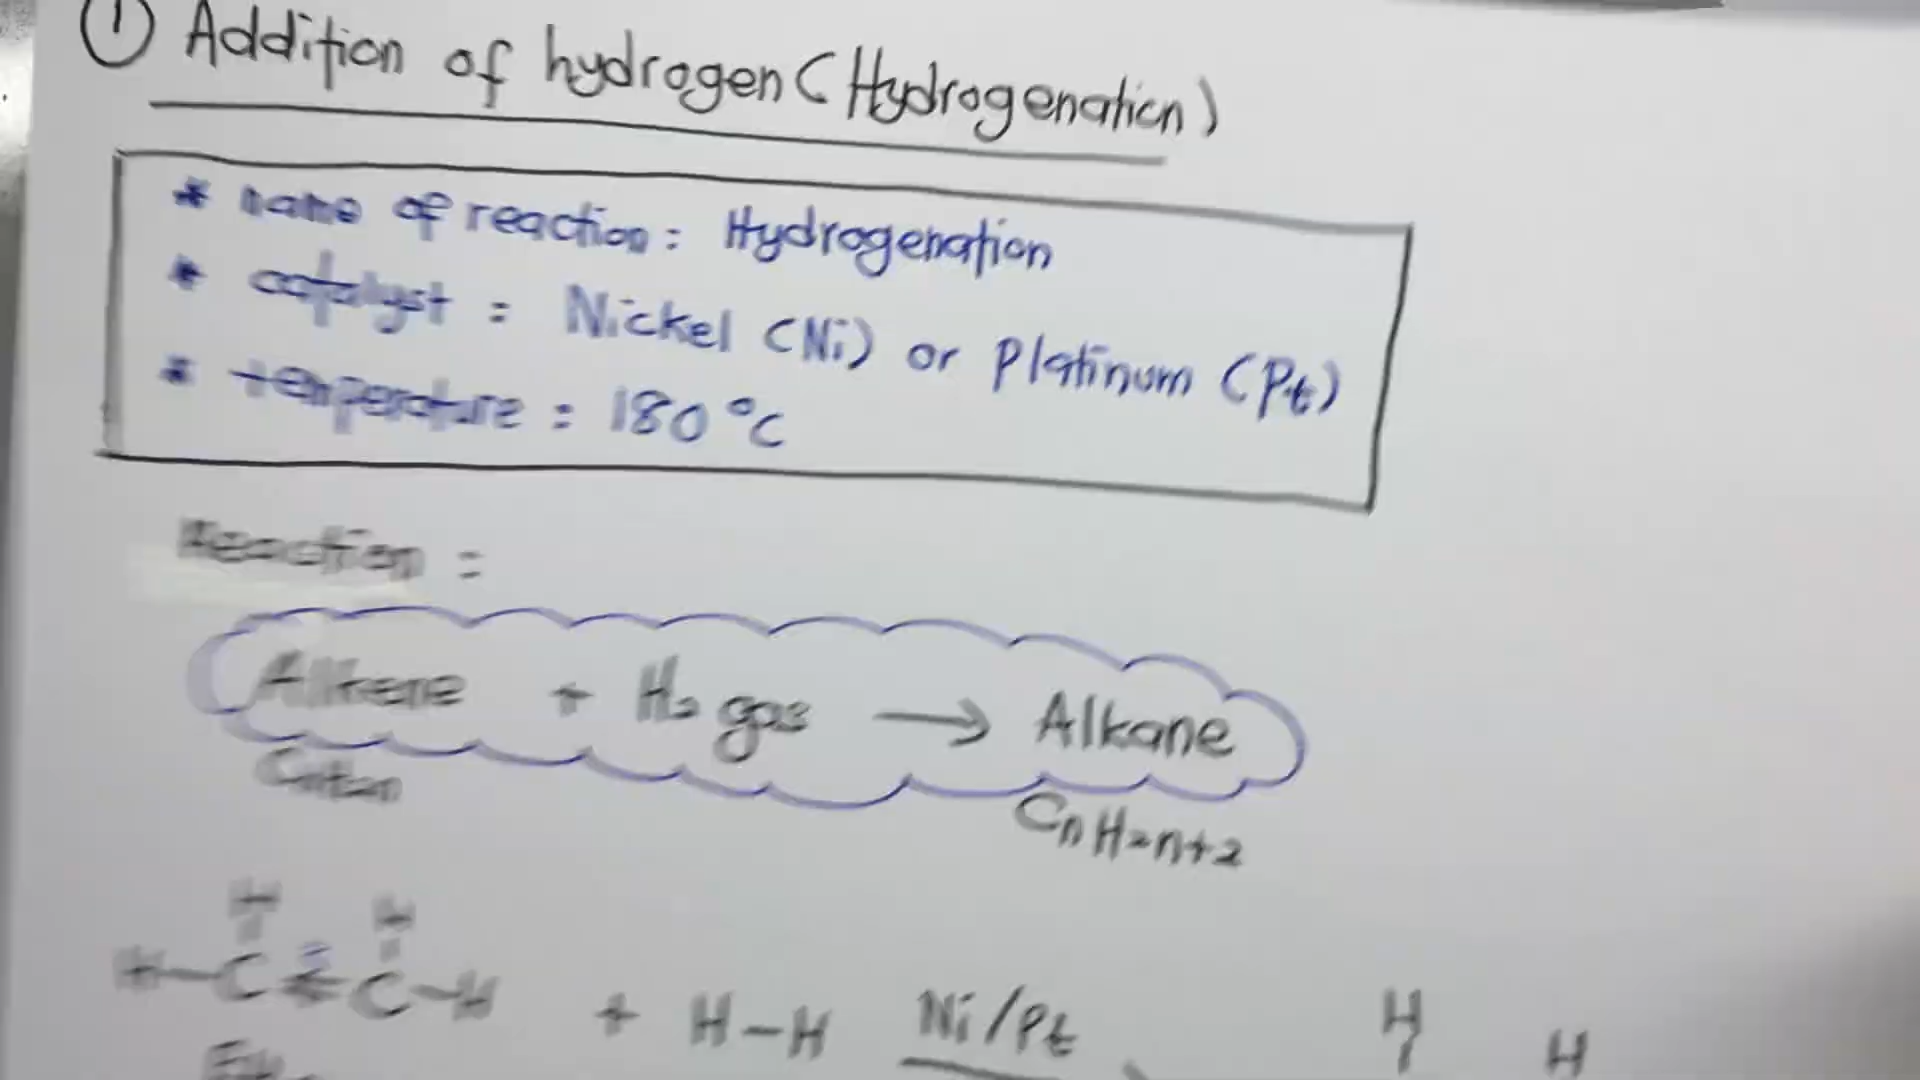 ① Addition of hydrogen (Hydrogenation)
* name of reaction : Hydrogenation
* catalyst : Nickel (Ni) or Platinum (Pt)
* temperature : 180 °C
Reaction :
Alkene + H₂ gas → Alkane
CnH2n CnH2n+2
H H
H-C=C-H + H-H Ni/Pt H H